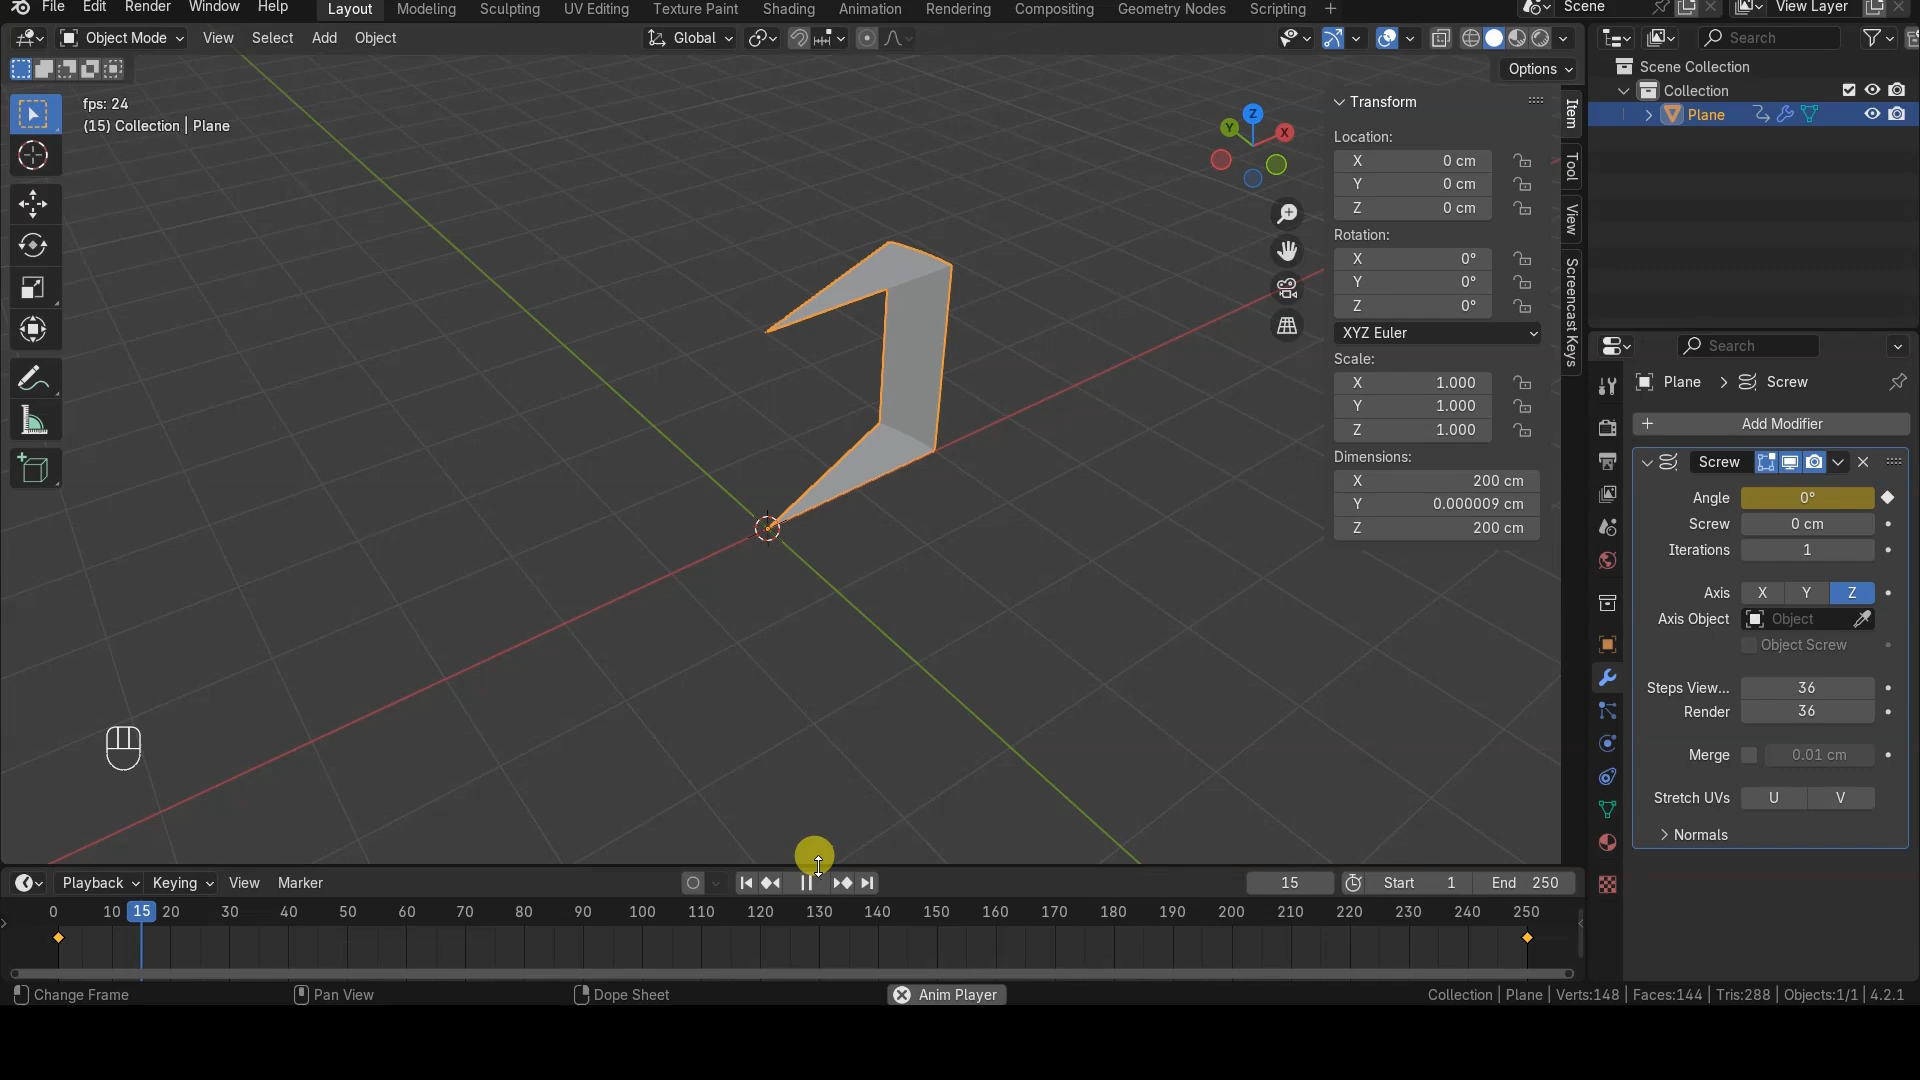 File Edit Render Window Help Layout Modeling Sculpting UV Editing Texture Paint Shading Animation Rendering Compositing Geometry Nodes Scripting + Scene View Layer
Object Mode View Select Add Object Global Search
Options
fps: 24
(15) Collection | Plane
Z
Y
X
Transform
Location:
X 0 cm
Y 0 cm
Z 0 cm
Rotation:
X 0°
Y 0°
Z 0°
XYZ Euler
Scale:
X 1.000
Y 1.000
Z 1.000
Dimensions:
X 200 cm
Y 0.000009 cm
Z 200 cm
Item
Tool
View
Screencast Keys
Scene Collection
Collection
Plane
Search
Plane > Screw
+ Add Modifier
Screw
Angle 0°
Screw 0 cm
Iterations 1
Axis X Y Z
Axis Object Object
Object Screw
Steps View... 36
Render 36
Merge 0.01 cm
Stretch UVs U V
Normals
Playback Keying View Marker 15 Start 1 End 250
0 10 15 20 30 40 50 60 70 80 90 100 110 120 130 140 150 160 170 180 190 200 210 220 230 240 250
Change Frame Pan View Dope Sheet Anim Player Collection | Plane | Verts:148 | Faces:144 | Tris:288 | Objects:1/1 | 4.2.1